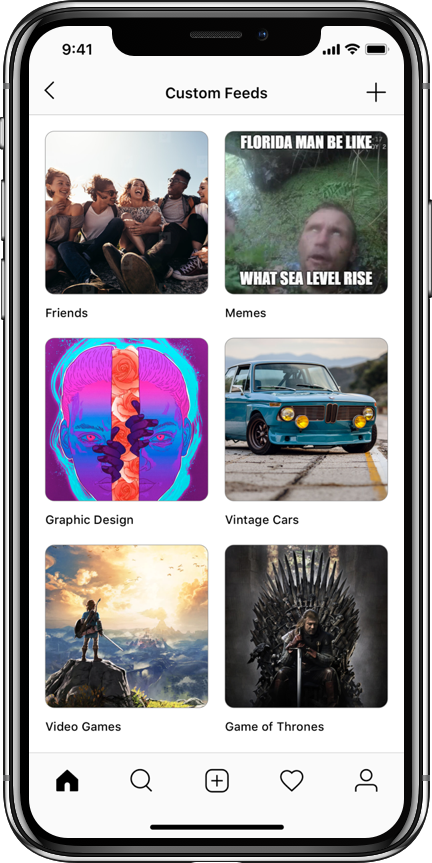 9:41
Custom Feeds
FLORIDA MAN BE LIKE
WHAT SEA LEVEL RISE
Friends
Memes
Graphic Design
Vintage Cars
Video Games
Game of Thrones